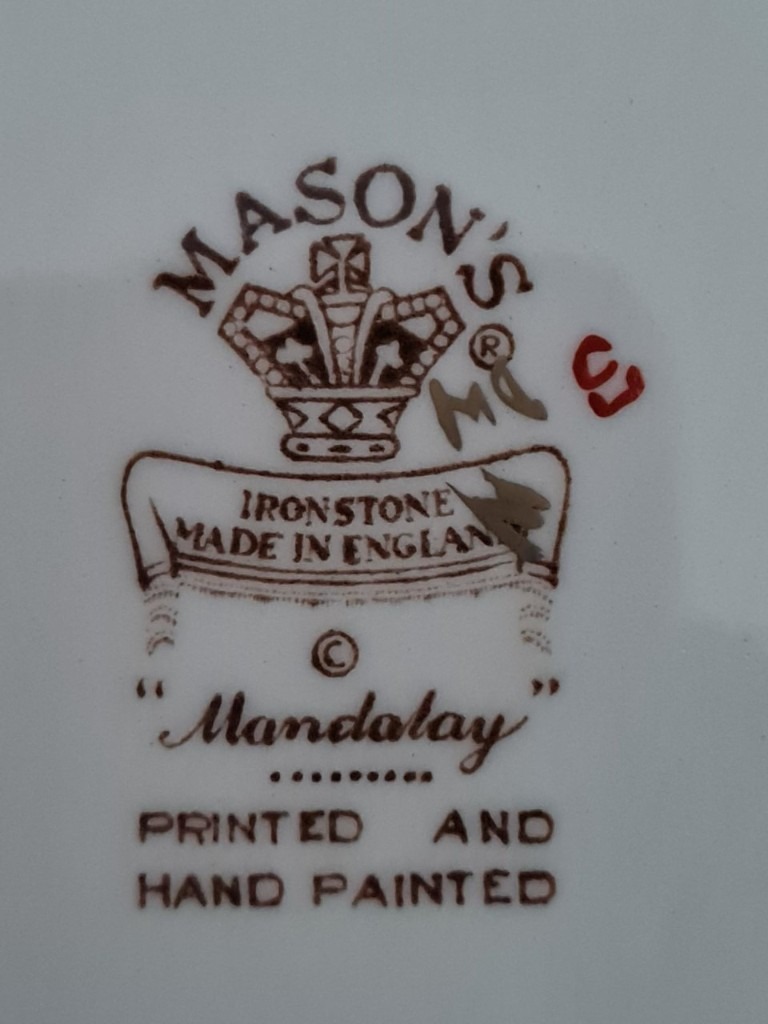 MASON'S
®
IRONSTONE
MADE IN ENGLAND
©
"Mandalay"
PRINTED AND
HAND PAINTED